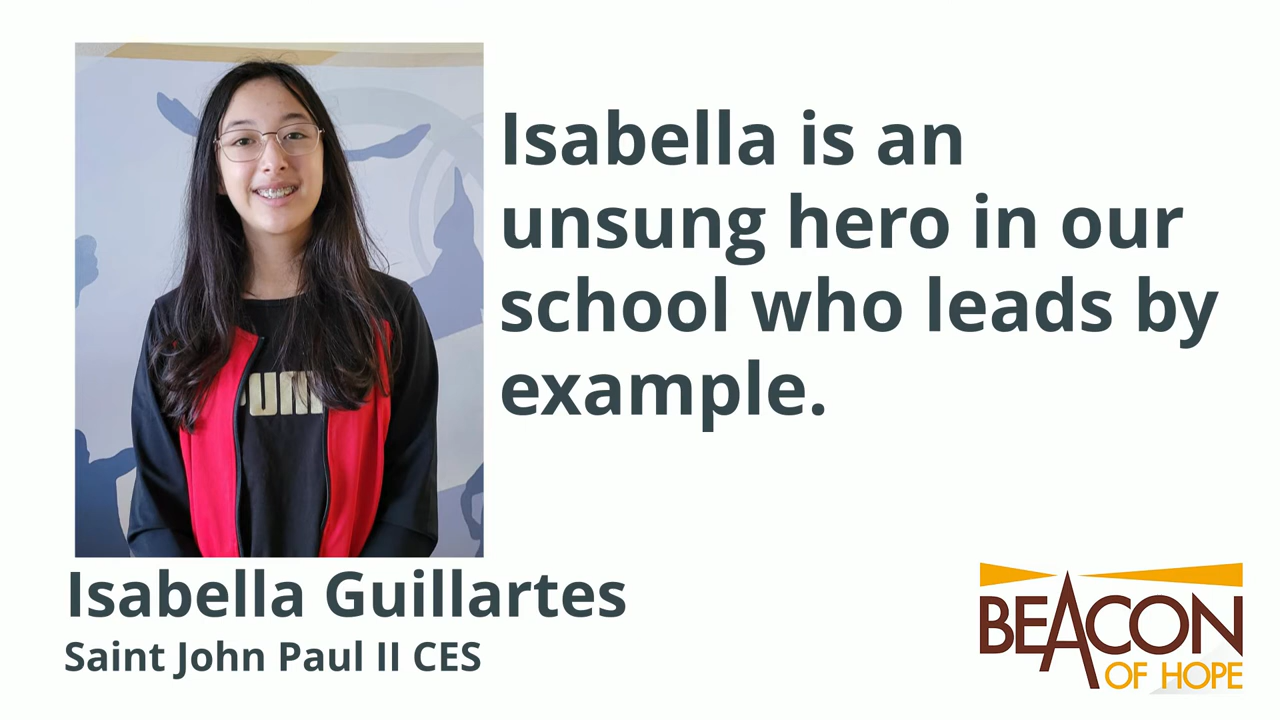 Isabella is an
unsung hero in our
school who leads by
example.
PUM
Isabella Guillartes
Saint John Paul II CES
BEACON
OF HOPE